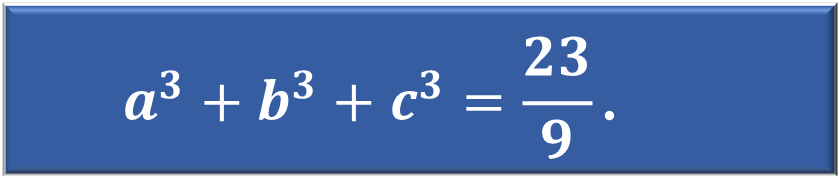 a³ + b³ + c³ = 23/9.